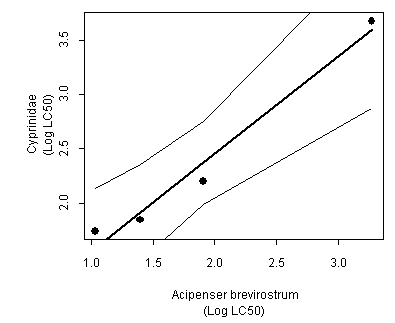 Cyprinidae
(Log LC50)
3.5
3.0
2.5
2.0
1.0 1.5 2.0 2.5 3.0
Acipenser brevirostrum
(Log LC50)